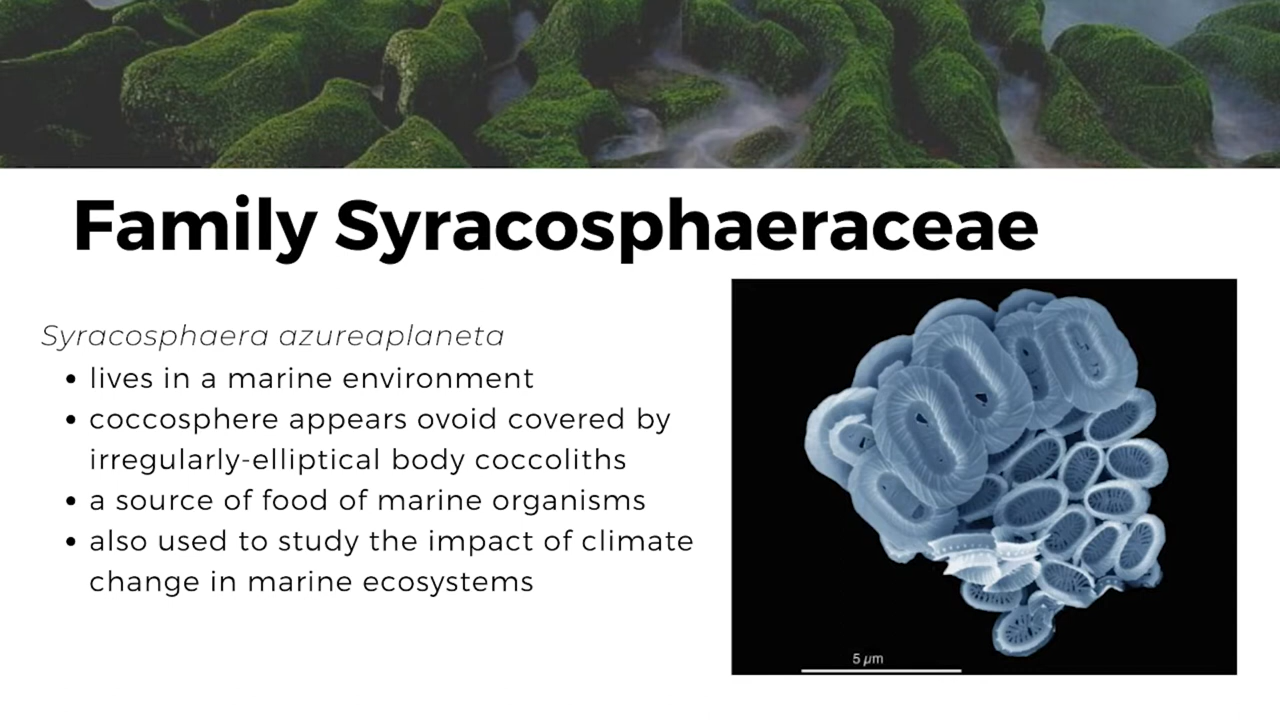 Family Syracosphaeraceae
Syracosphaera azureaplaneta
• lives in a marine environment
• coccosphere appears ovoid covered by
irregularly-elliptical body coccoliths
• a source of food of marine organisms
• also used to study the impact of climate
change in marine ecosystems
5 µm